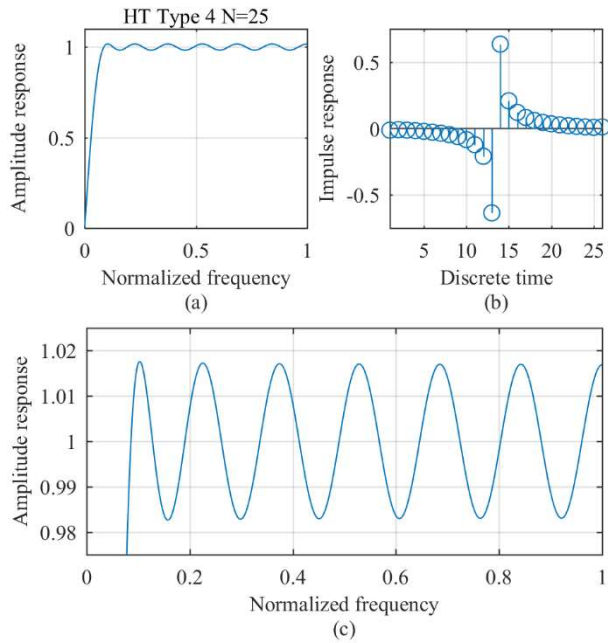 HT Type 4 N=25
Amplitude response
1
0.5
0
0
0.5
1
Normalized frequency
(a)
Impulse response
0.5
0
-0.5
5
10
15
20
25
Discrete time
(b)
Amplitude response
1.02
1.01
1
0.99
0.98
0
0.2
0.4
0.6
0.8
1
Normalized frequency
(c)